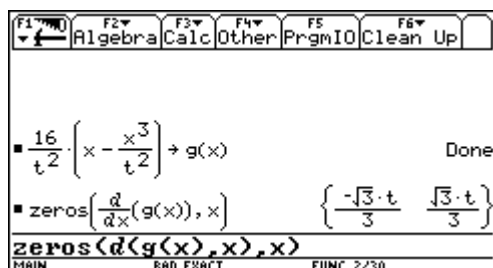 F1 F2 F3 F4 F5 F6
Algebra Calc Other PrgmIO Clean Up
▪ 16/t² · (x − x³/t²) → g(x) Done
▪ zeros(d/dx(g(x)), x) {-√3·t/3 √3·t/3}
zeros(d(g(x),x),x)
MAIN RAD EXACT FUNC 2/30